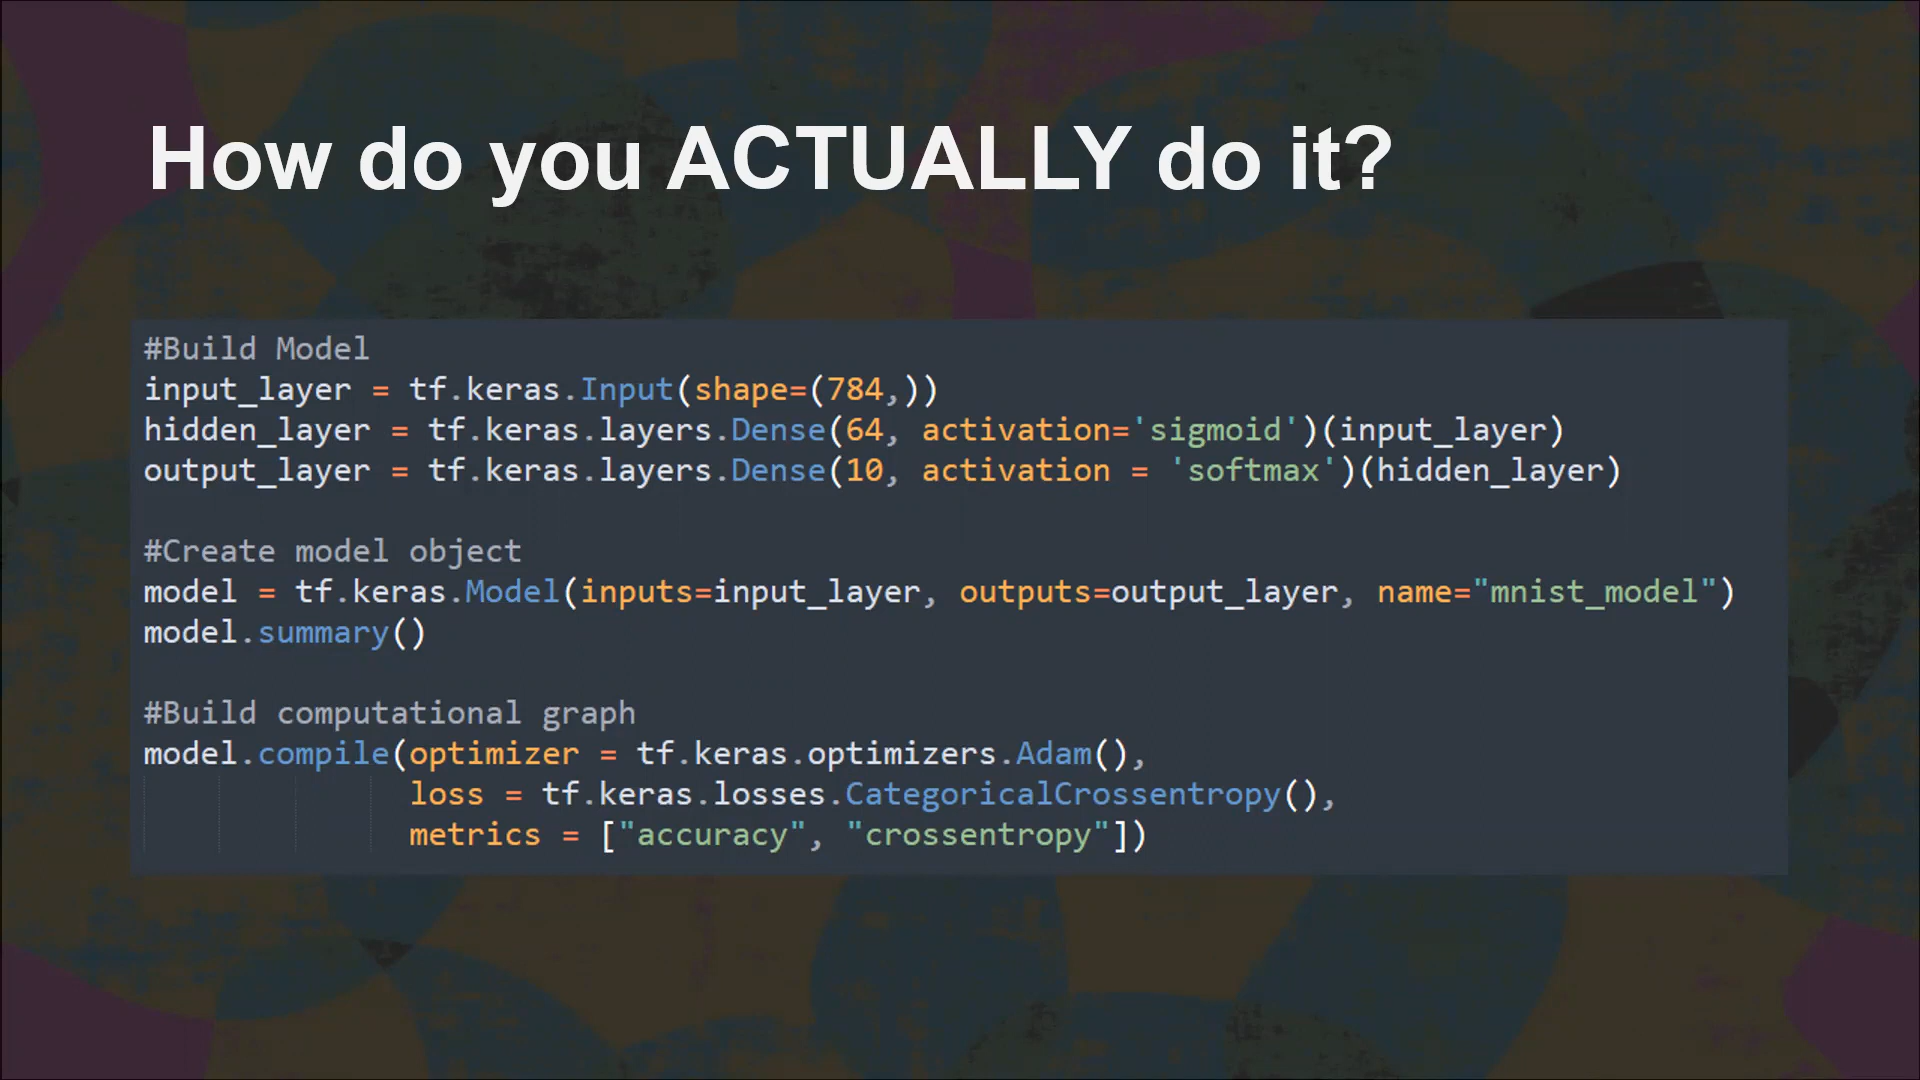 How do you ACTUALLY do it?
#Build Model
input_layer = tf.keras.Input(shape=(784,))
hidden_layer = tf.keras.layers.Dense(64, activation='sigmoid')(input_layer)
output_layer = tf.keras.layers.Dense(10, activation = 'softmax')(hidden_layer)
#Create model object
model = tf.keras.Model(inputs=input_layer, outputs=output_layer, name="mnist_model")
model.summary()
#Build computational graph
model.compile(optimizer = tf.keras.optimizers.Adam(),
loss = tf.keras.losses.CategoricalCrossentropy(),
metrics = ["accuracy", "crossentropy"])